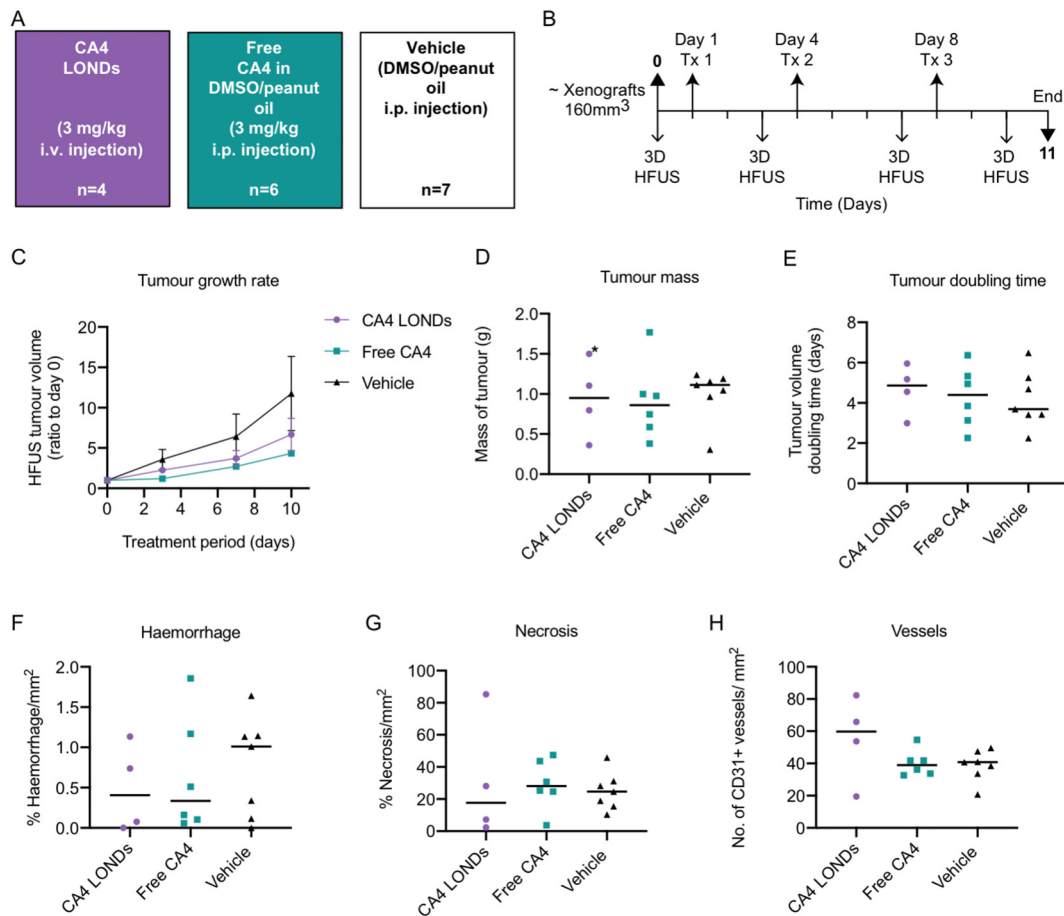 A
CA4
LONDs
(3 mg/kg
i.v. injection)
n=4
Free
CA4 in
DMSO/peanut
oil
(3 mg/kg
i.p. injection)
n=6
Vehicle
(DMSO/peanut
oil
i.p. injection)
n=7
B
Day 1
Tx 1
Day 4
Tx 2
Day 8
Tx 3
0
End
~ Xenografts
160mm3
3D
HFUS
3D
HFUS
3D
HFUS
3D
HFUS
11
Time (Days)
C
Tumour growth rate
HFUS tumour volume
(ratio to day 0)
20
15
10
5
0
0 2 4 6 8 10
Treatment period (days)
CA4 LONDs
Free CA4
Vehicle
D
Tumour mass
Mass of tumour (g)
2.0
1.5
1.0
0.5
0.0
*
CA4 LONDs
Free CA4
Vehicle
E
Tumour doubling time
Tumour volume
doubling time (days)
8
6
4
2
0
CA4 LONDs
Free CA4
Vehicle
F
Haemorrhage
% Haemorrhage/mm2
2.0
1.5
1.0
0.5
0.0
CA4 LONDs
Free CA4
Vehicle
G
Necrosis
% Necrosis/mm2
100
80
60
40
20
0
CA4 LONDs
Free CA4
Vehicle
H
Vessels
No. of CD31+ vessels/ mm2
100
80
60
40
20
0
CA4 LONDs
Free CA4
Vehicle